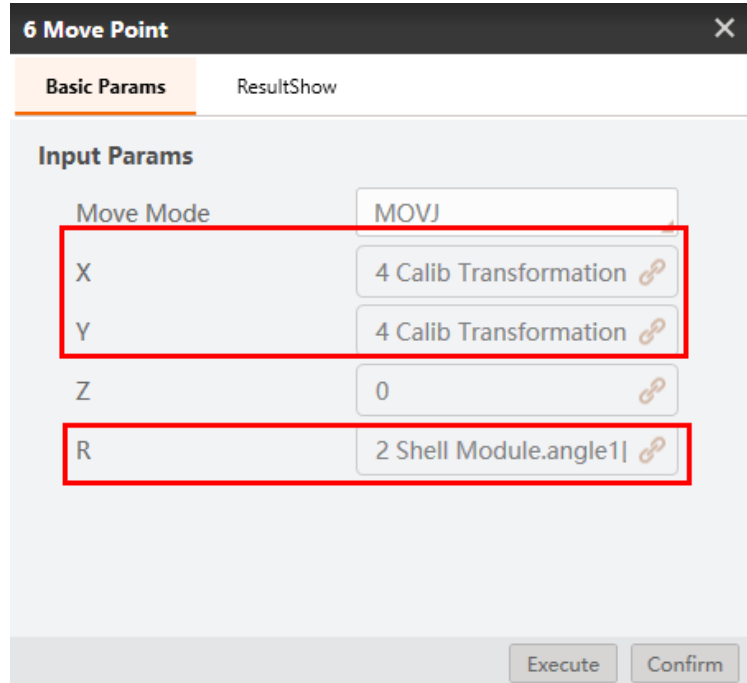 6 Move Point
Basic Params ResultShow
Input Params
Move Mode MOVJ
X 4 Calib Transformation
Y 4 Calib Transformation
Z 0
R 2 Shell Module.angle1|
Execute Confirm